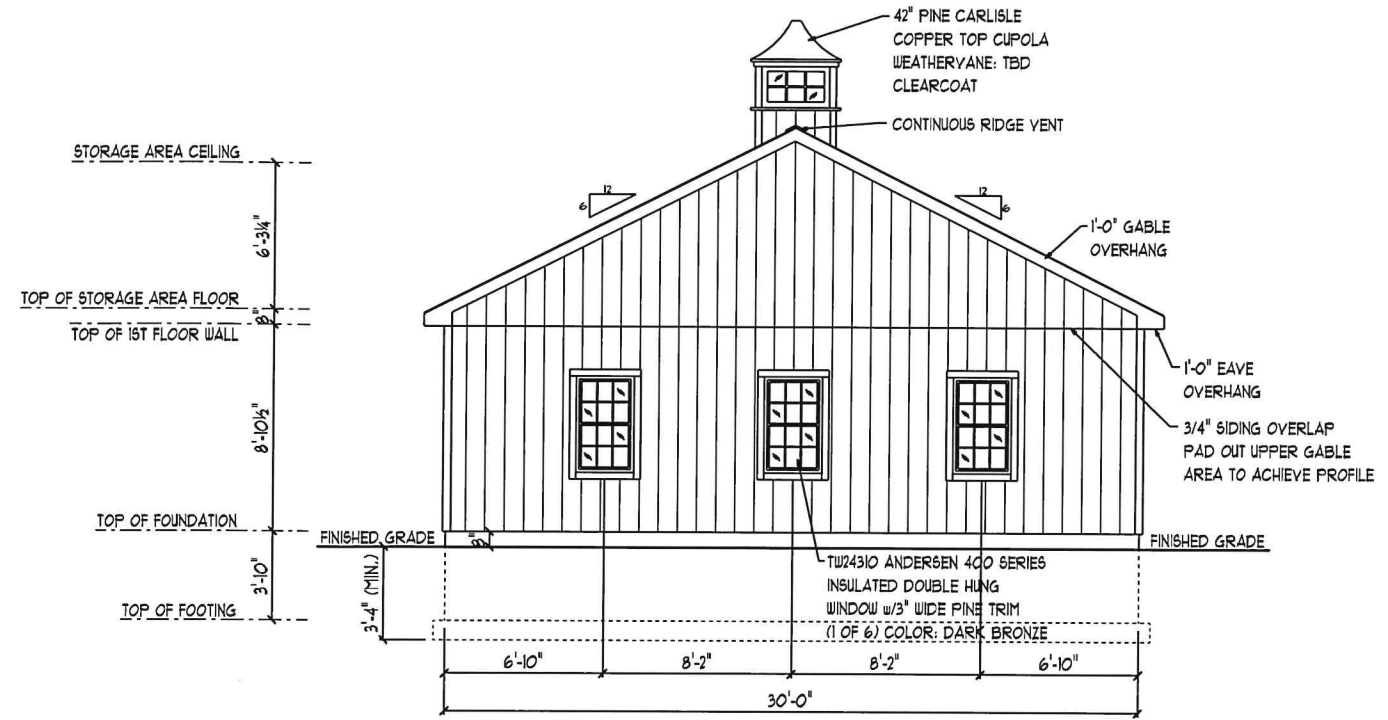 42" PINE CARLISLE
COPPER TOP CUPOLA
WEATHERVANE: TBD
CLEARCOAT
CONTINUOUS RIDGE VENT
STORAGE AREA CEILING
12
6
12
6
6'-3¼"
1'-0" GABLE
OVERHANG
TOP OF STORAGE AREA FLOOR
8"
TOP OF 1ST FLOOR WALL
1'-0" EAVE
OVERHANG
8'-10½"
3/4" SIDING OVERLAP
PAD OUT UPPER GABLE
AREA TO ACHIEVE PROFILE
TOP OF FOUNDATION
FINISHED GRADE
8"
FINISHED GRADE
3'-10"
3'-4" (MIN.)
TW24310 ANDERSEN 400 SERIES
INSULATED DOUBLE HUNG
WINDOW w/3" WIDE PINE TRIM
(1 OF 6) COLOR: DARK BRONZE
TOP OF FOOTING
6'-10"
8'-2"
8'-2"
6'-10"
30'-0"